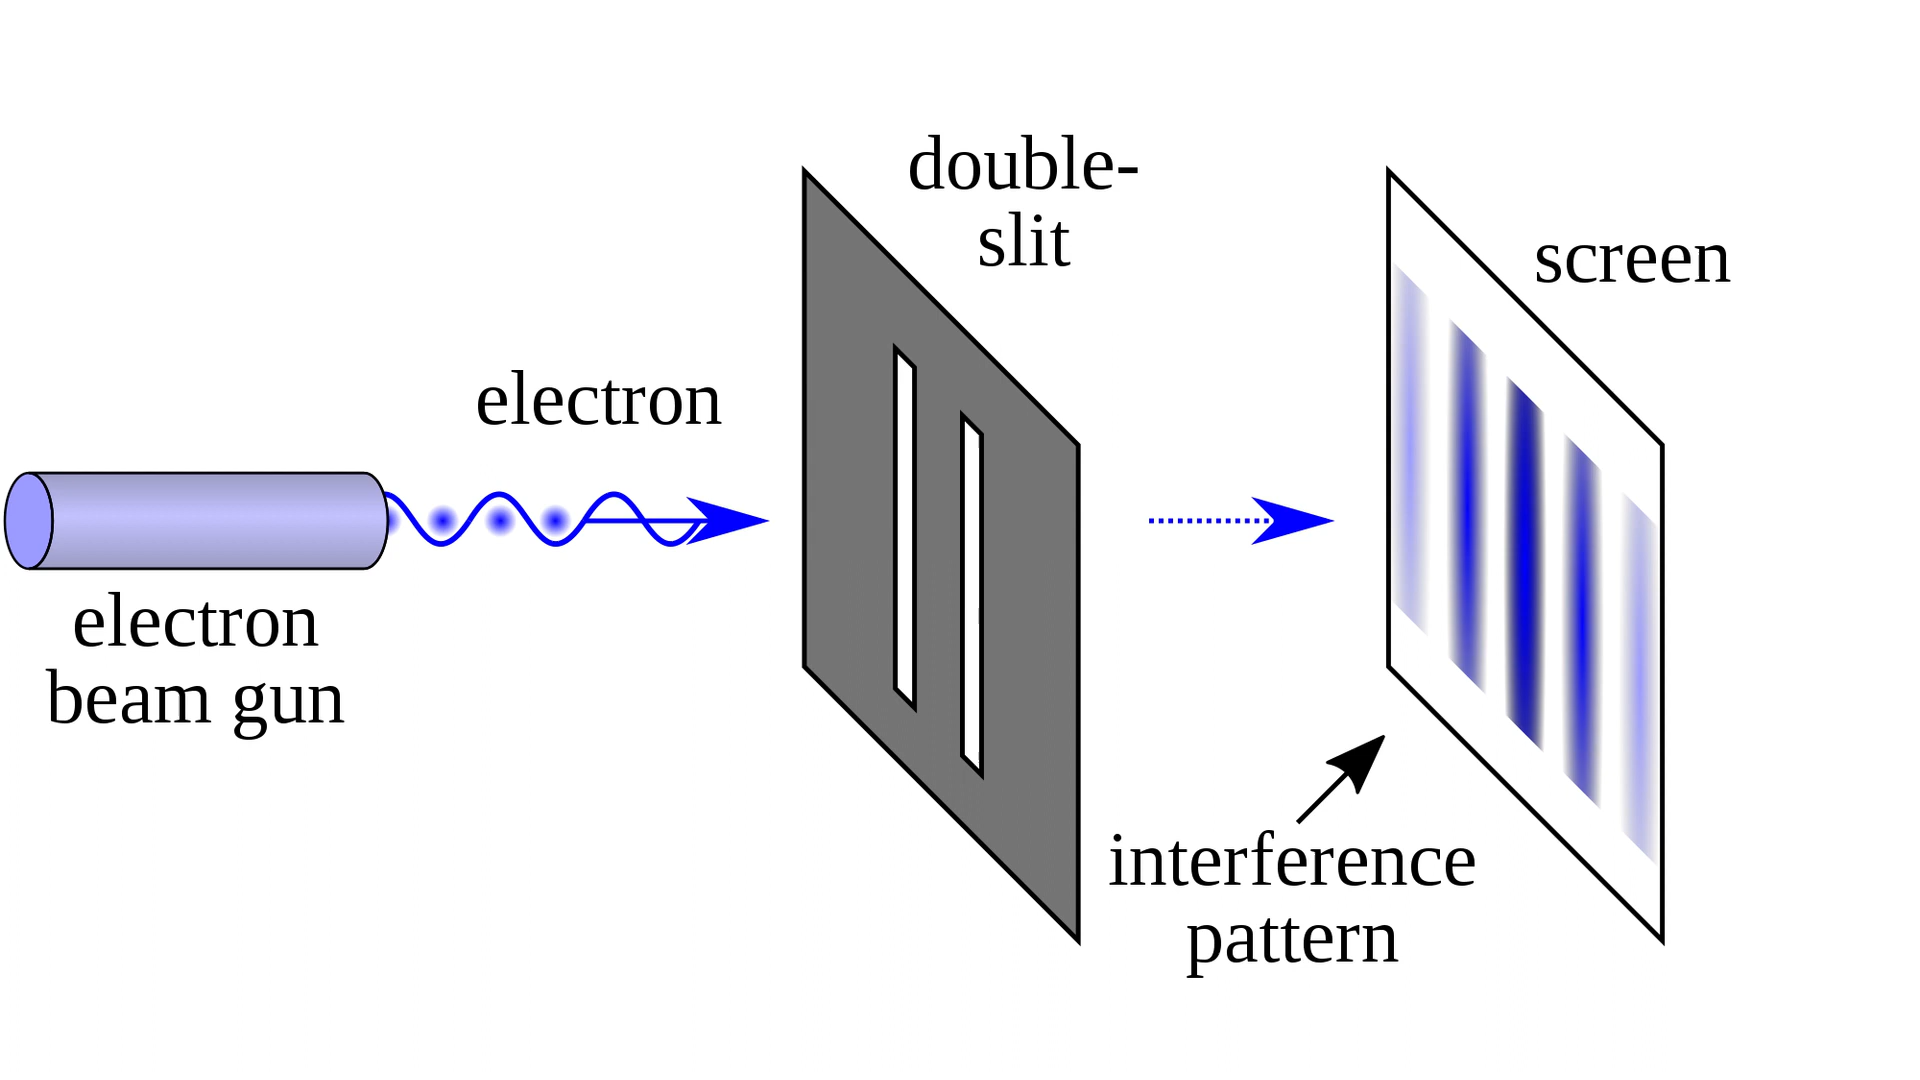 double-
slit
screen
electron
electron
beam gun
interference
pattern